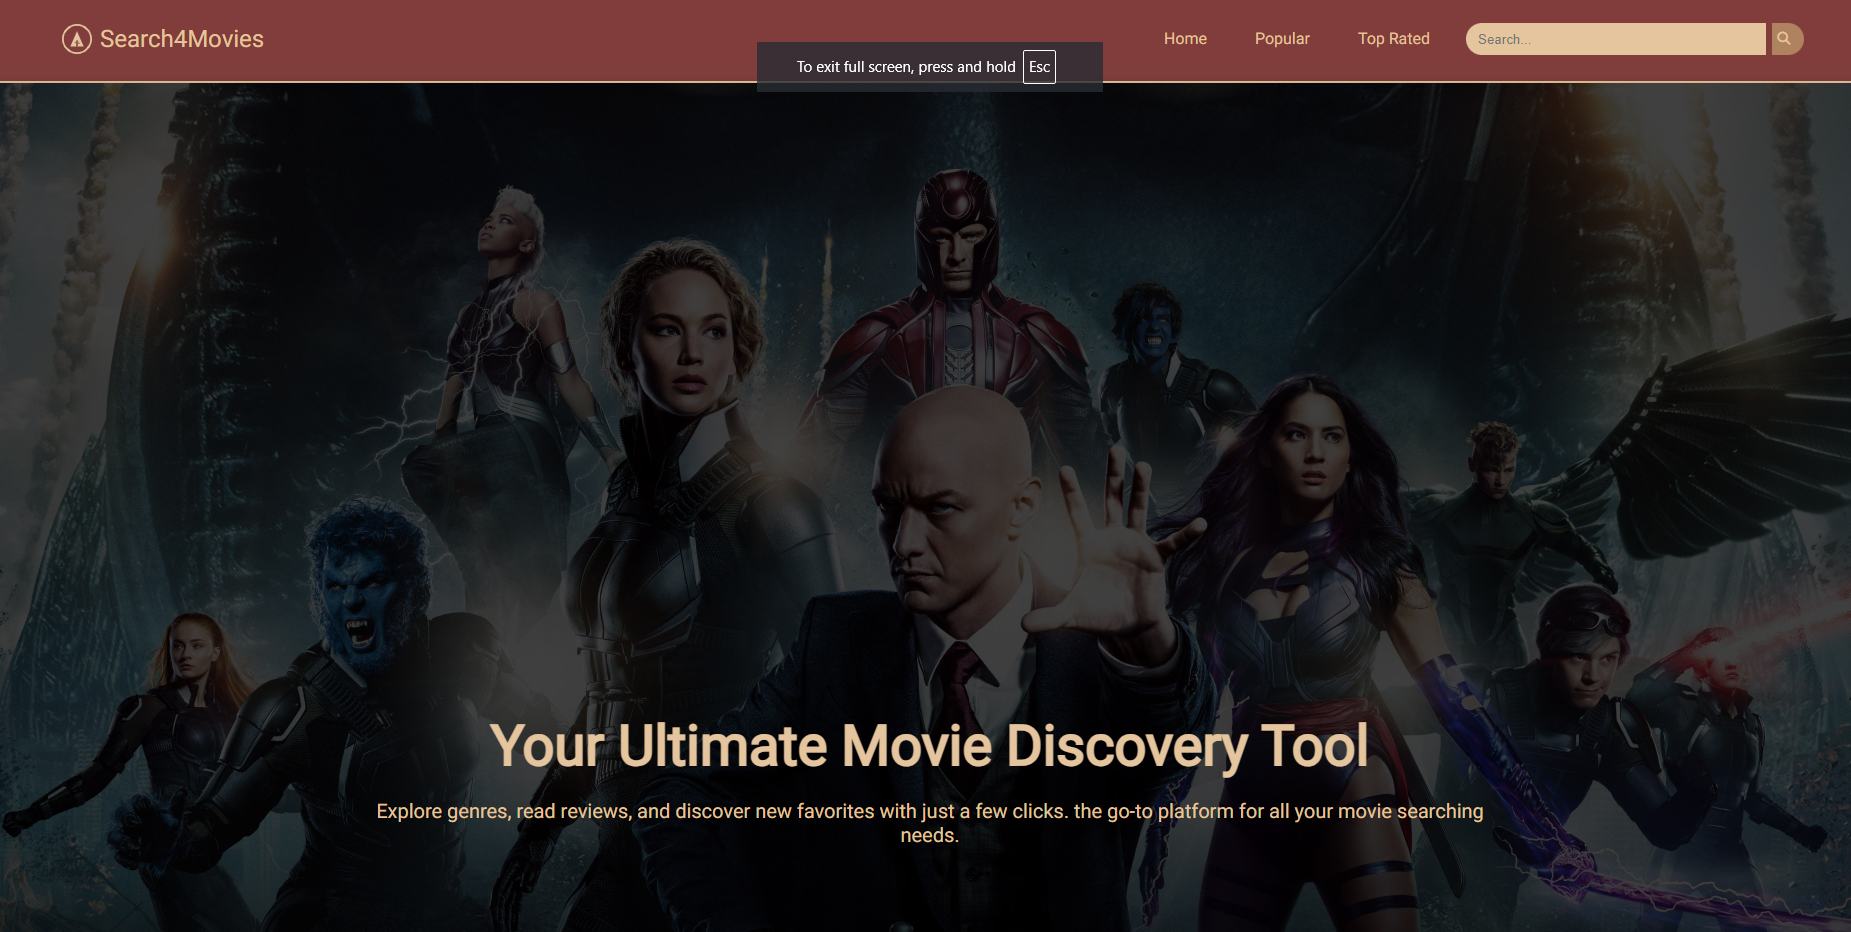 Search4Movies
Home Popular Top Rated Search...
To exit full screen, press and hold Esc
Your Ultimate Movie Discovery Tool
Explore genres, read reviews, and discover new favorites with just a few clicks. the go-to platform for all your movie searching
needs.